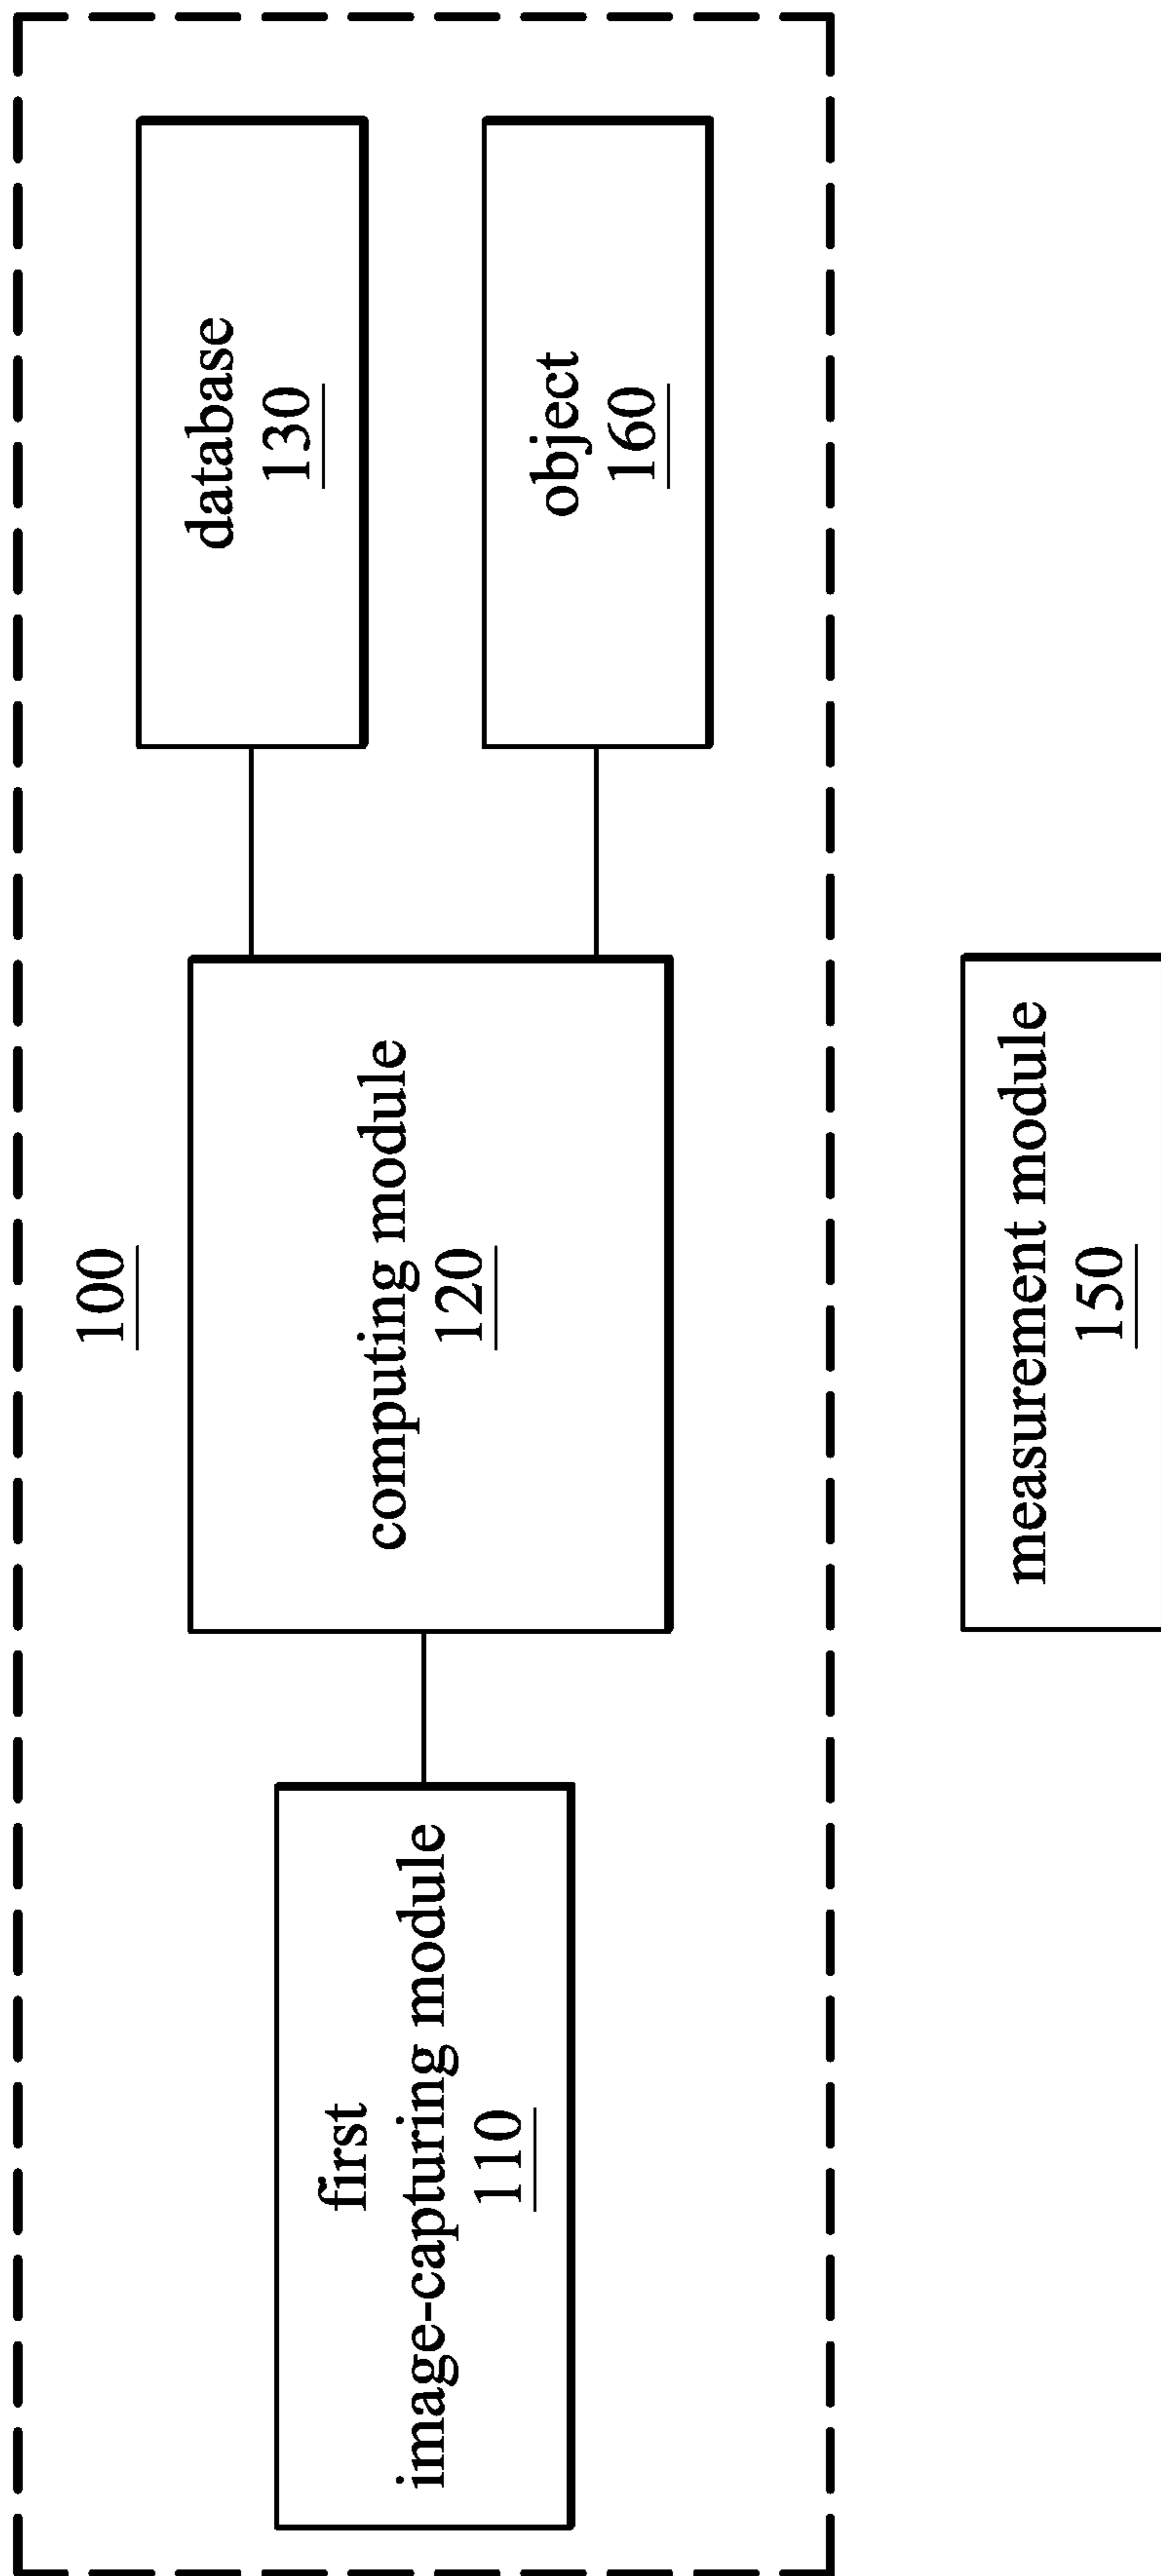 100
first
image-capturing module
110
computing module
120
database
130
object
160
measurement module
150